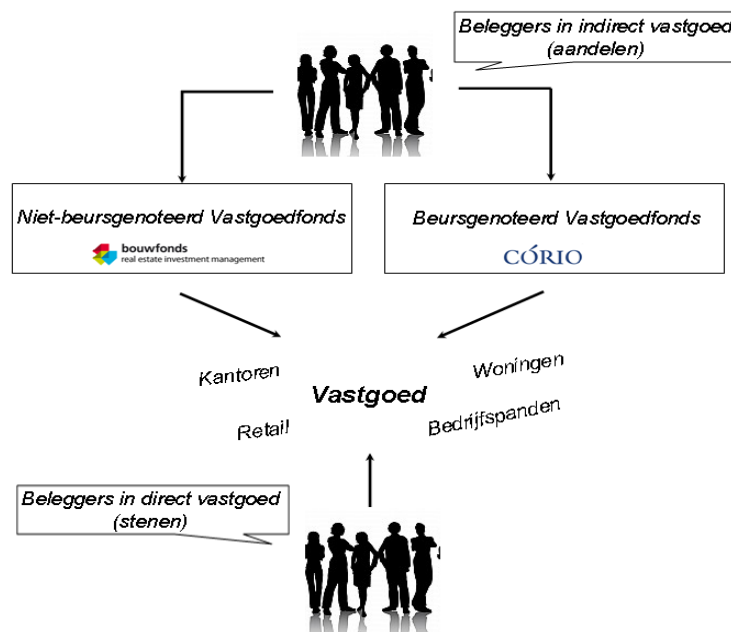 Beleggers in indirect vastgoed
(aandelen)
Niet-beursgenoteerd Vastgoedfonds
bouwfonds
real estate investment management
Beursgenoteerd Vastgoedfonds
CÓRIO
Kantoren
Woningen
Vastgoed
Retail
Bedrijfspanden
Beleggers in direct vastgoed
(stenen)